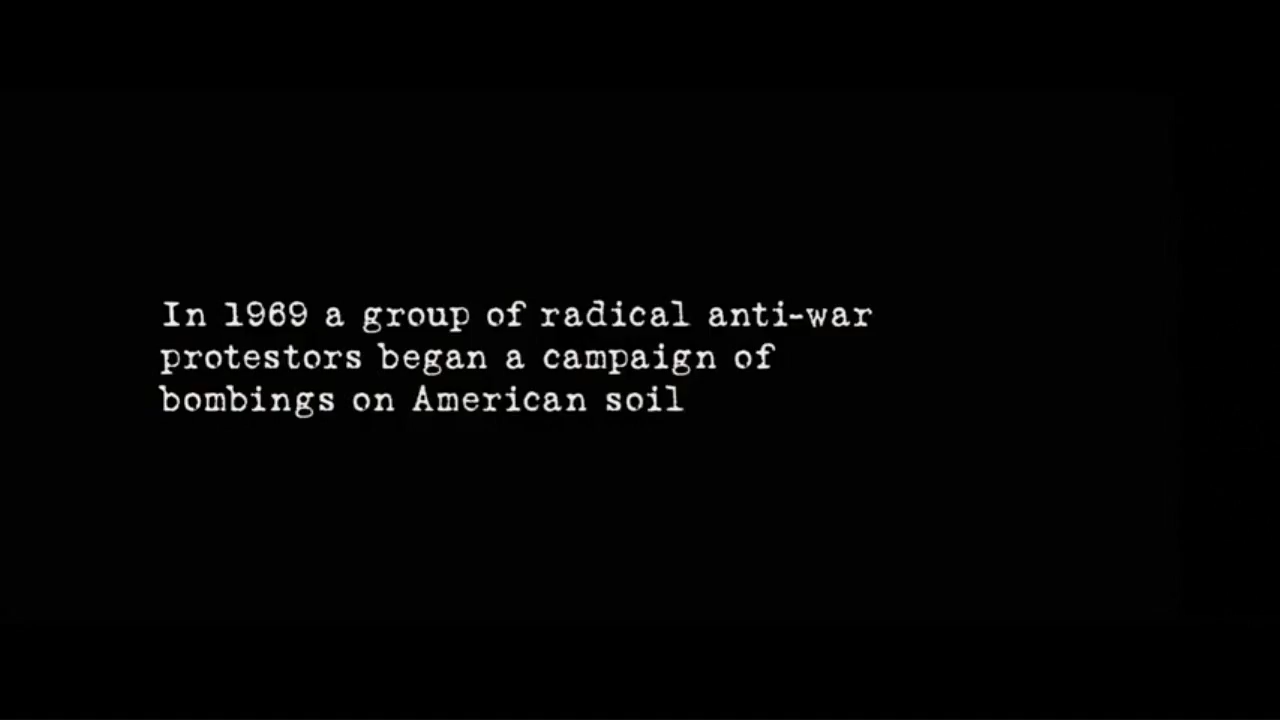 In 1969 a group of radical anti-war
protestors began a campaign of
bombings on American soil